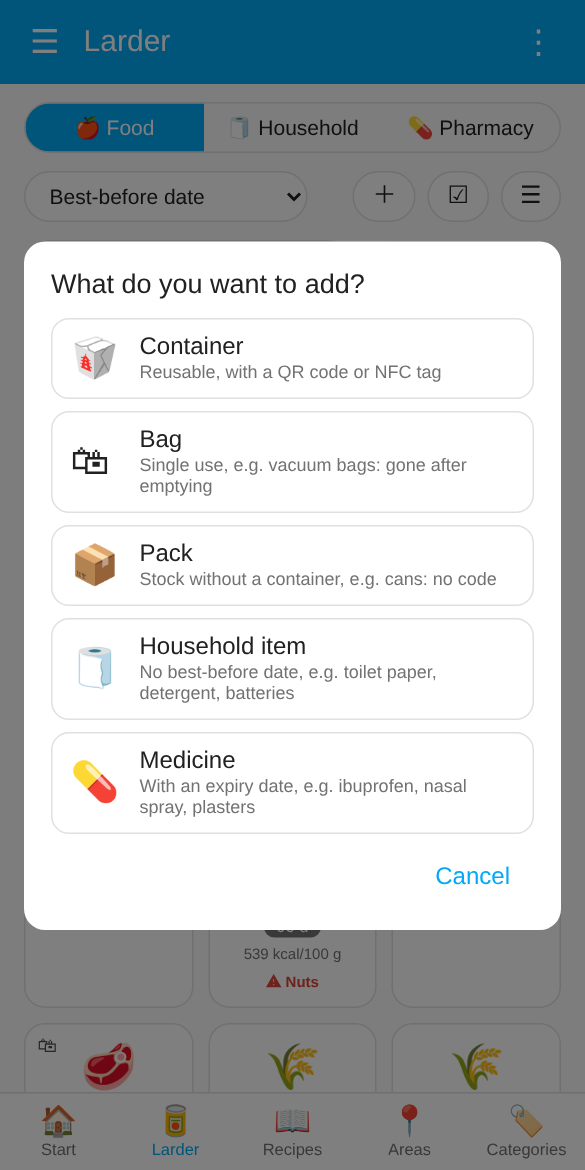 Larder
Food
Household
Pharmacy
Best-before date
What do you want to add?
Container
Reusable, with a QR code or NFC tag
Bag
Single use, e.g. vacuum bags: gone after
emptying
Pack
Stock without a container, e.g. cans: no code
Household item
No best-before date, e.g. toilet paper,
detergent, batteries
Medicine
With an expiry date, e.g. ibuprofen, nasal
spray, plasters
Cancel
539 kcal/100 g
Nuts
Start
Larder
Recipes
Areas
Categories